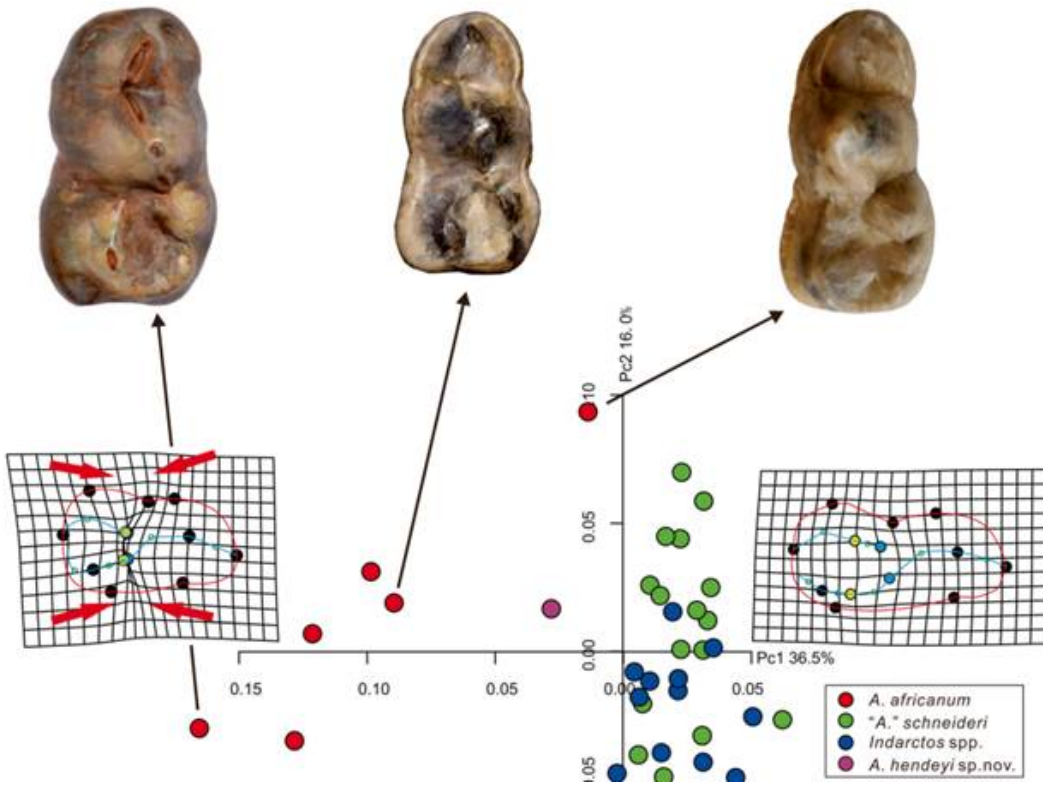 Pc2 16. 0%
0.10
0.05
0.00
Pc1 36.5%
0.15
0.10
0.05
0.00
0.05
0.05
A. africanum
"A." schneideri
Indarctos spp.
A. hendeyi sp.nov.